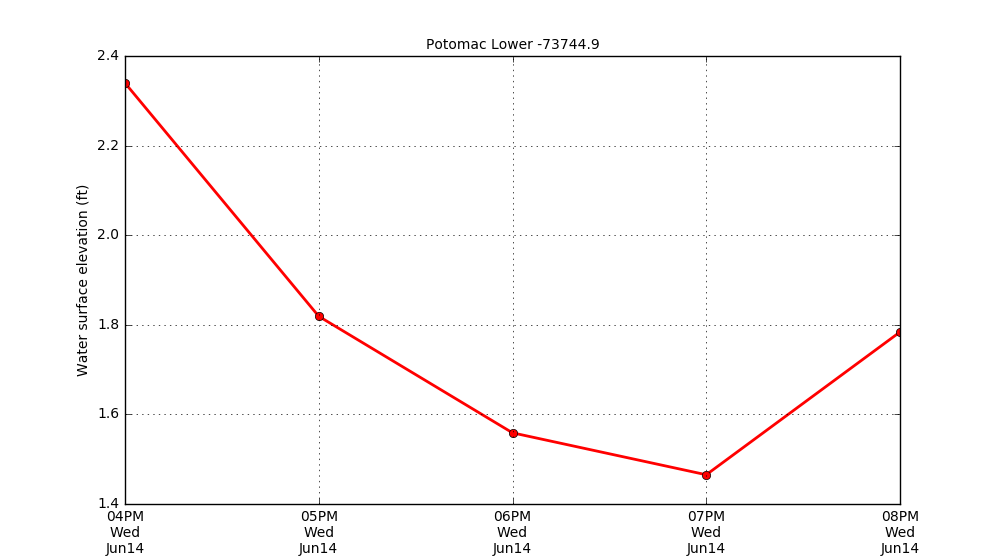 Potomac Lower -73744.9
2.4
2.2
2.0
1.8
1.6
1.4
Water surface elevation (ft)
04PM 05PM 06PM 07PM 08PM
Wed Wed Wed Wed Wed
Jun14 Jun14 Jun14 Jun14 Jun14